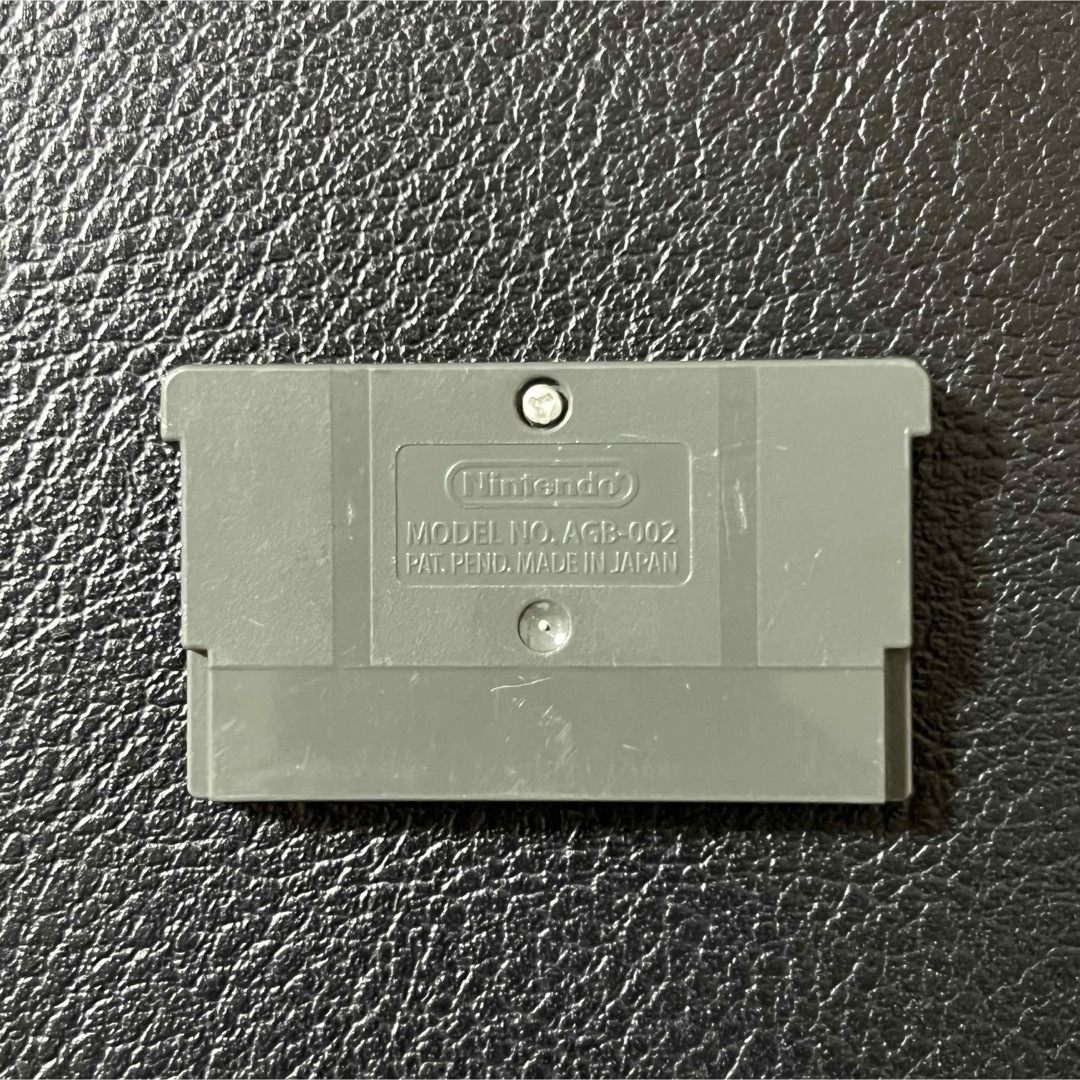 Nintendo
MODEL NO. AGB-002
PAT. PEND. MADE IN JAPAN